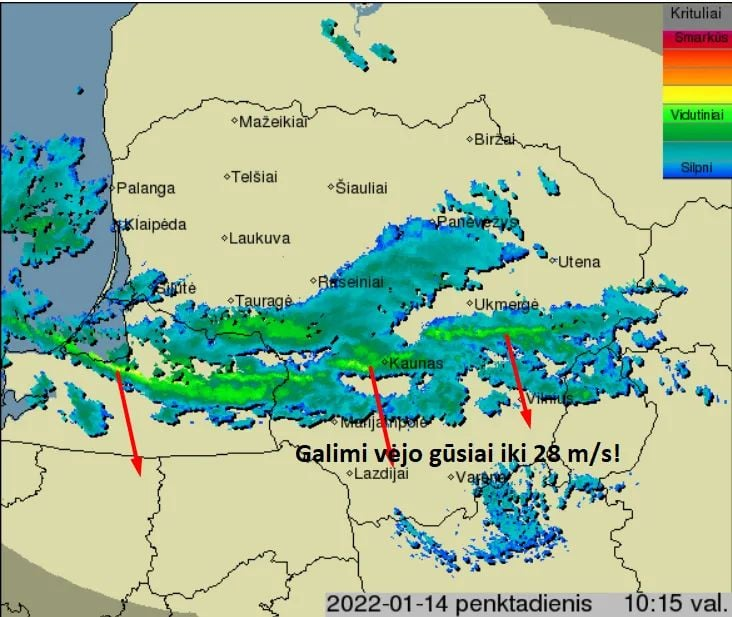 Krituliai
Smarkūs
Vidutiniai
Silpni
Mažeikiai
Biržai
Telšiai
Šiauliai
Palanga
Klaipėda
Panevėžys
Laukuva
Utena
Raseiniai
Šilutė
Tauragė
Ukmergė
Kaunas
Vilnius
Marijampolė
Galimi vėjo gūsiai iki 28 m/s!
Lazdijai
Varėna
2022-01-14 penktadienis 10:15 val.